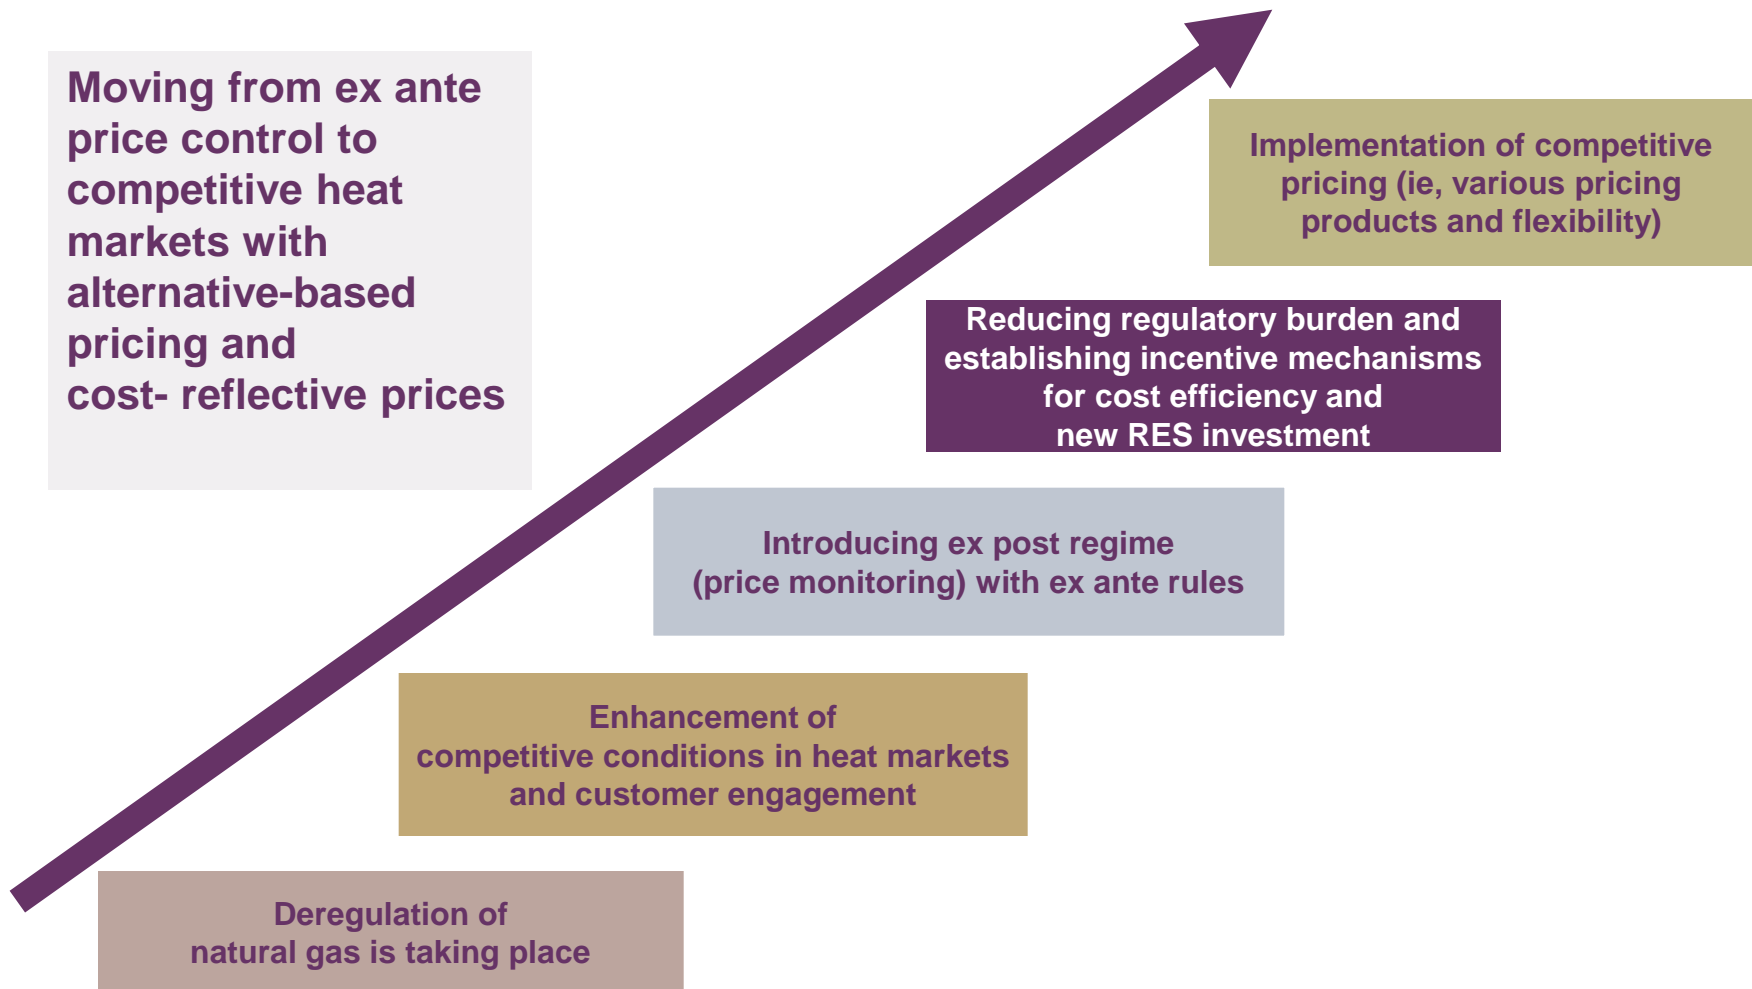 Moving from ex ante
price control to
competitive heat
markets with
alternative-based
pricing and
cost- reflective prices
Implementation of competitive
pricing (ie, various pricing
products and flexibility)
Reducing regulatory burden and
establishing incentive mechanisms
for cost efficiency and
new RES investment
Introducing ex post regime
(price monitoring) with ex ante rules
Enhancement of
competitive conditions in heat markets
and customer engagement
Deregulation of
natural gas is taking place